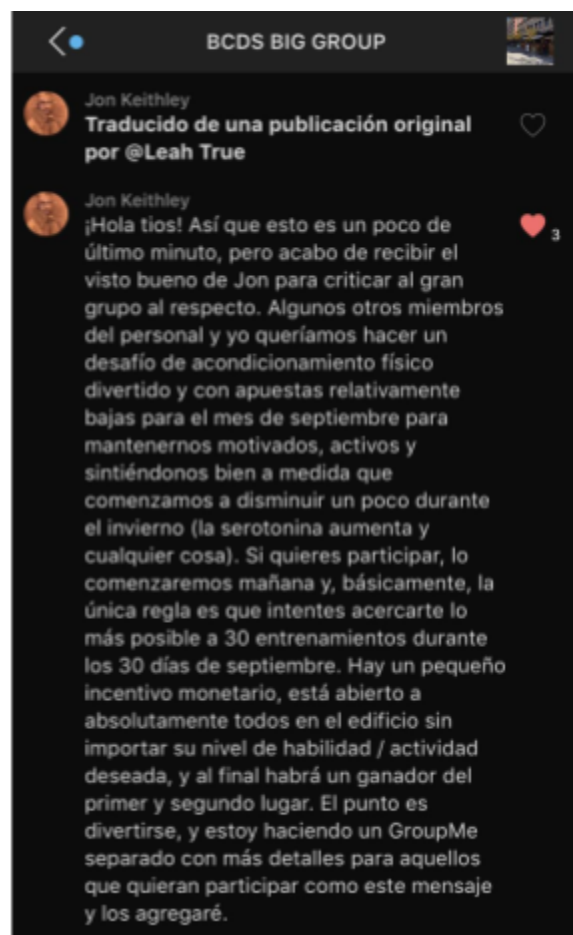 BCDS BIG GROUP
Jon Keithley
Traducido de una publicación original
por @Leah True
Jon Keithley
¡Hola tios! Así que esto es un poco de
último minuto, pero acabo de recibir el
visto bueno de Jon para criticar al gran
grupo al respecto. Algunos otros miembros
del personal y yo queríamos hacer un
desafío de acondicionamiento físico
divertido y con apuestas relativamente
bajas para el mes de septiembre para
mantenernos motivados, activos y
sintiéndonos bien a medida que
comenzamos a disminuir un poco durante
el invierno (la serotonina aumenta y
cualquier cosa). Si quieres participar, lo
comenzaremos mañana y, básicamente, la
única regla es que intentes acercarte lo
más posible a 30 entrenamientos durante
los 30 días de septiembre. Hay un pequeño
incentivo monetario, está abierto a
absolutamente todos en el edificio sin
importar su nivel de habilidad / actividad
deseada, y al final habrá un ganador del
primer y segundo lugar. El punto es
divertirse, y estoy haciendo un GroupMe
separado con más detalles para aquellos
que quieran participar como este mensaje
y los agregaré.
3